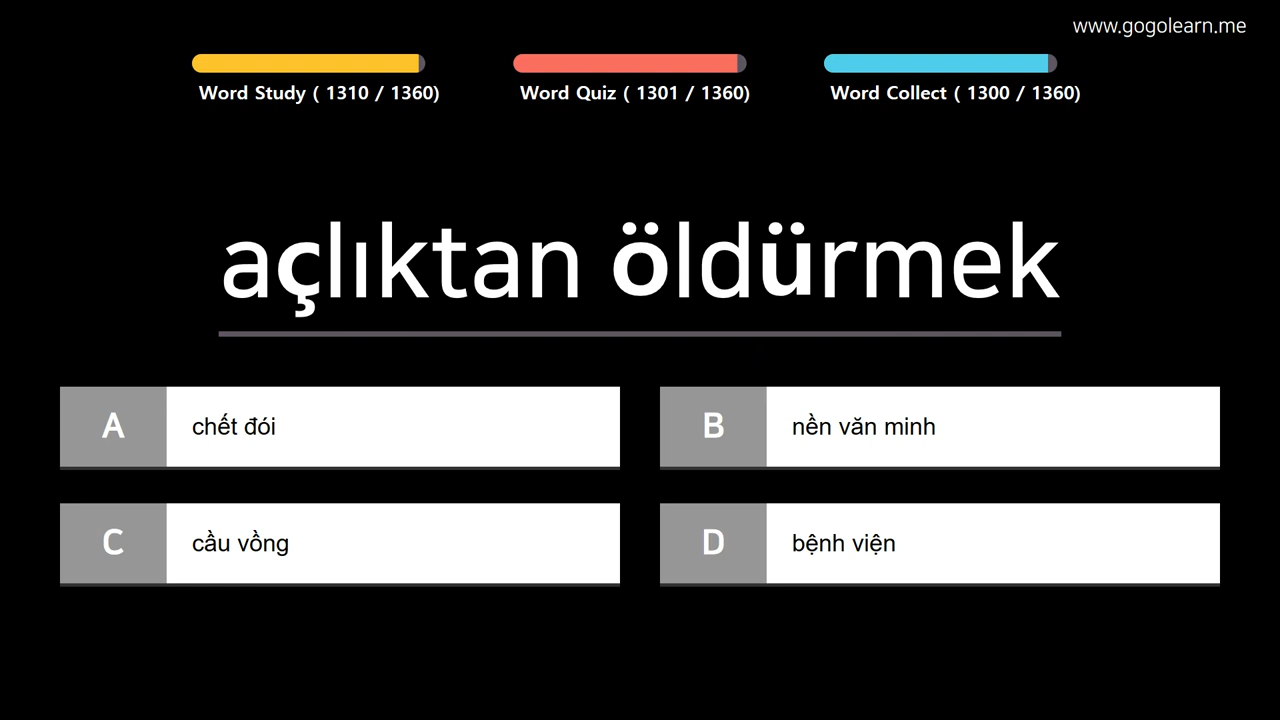 www.gogolearn.me
Word Study ( 1310 / 1360)
Word Quiz ( 1301 / 1360)
Word Collect ( 1300 / 1360)
açlıktan öldürmek
A chết đói
B nền văn minh
C cầu vồng
D bệnh viện